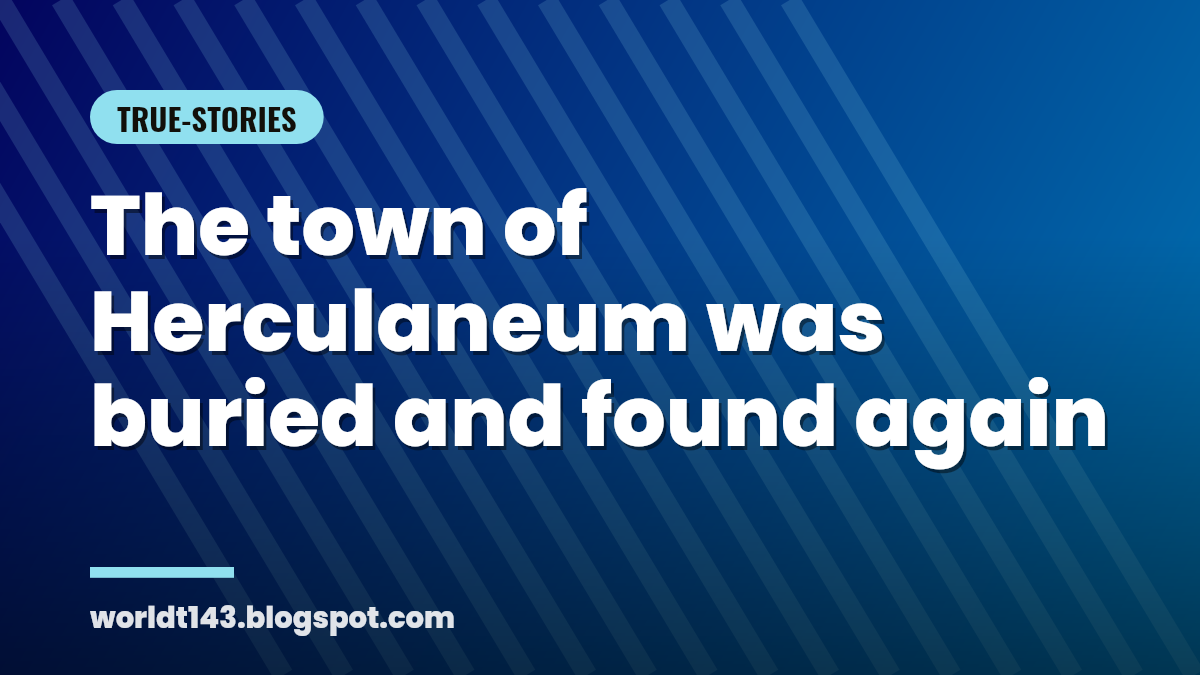 TRUE-STORIES
The town of
Herculaneum was
buried and found again
worldt143.blogspot.com